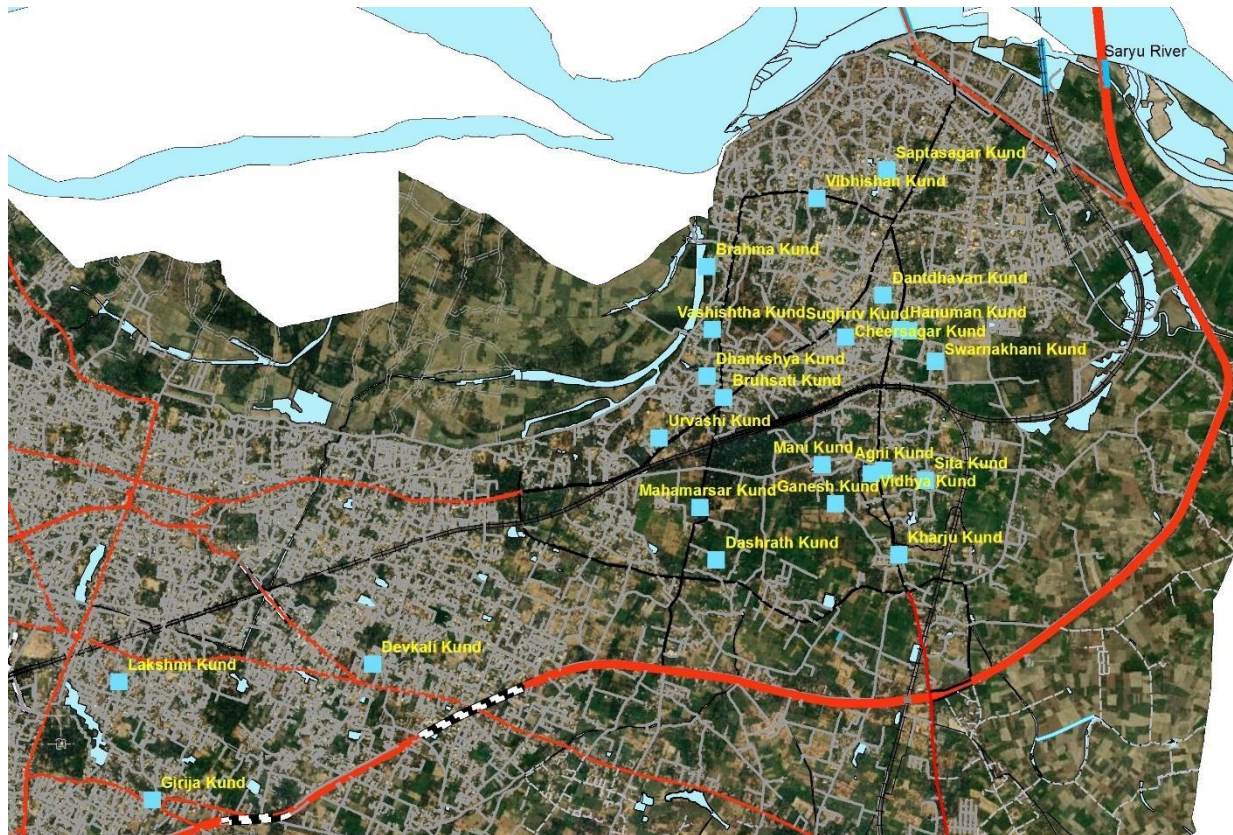 Saryu River
Saptasagar Kund
Vibhishan Kund
Brahma Kund
Dantdhavan Kund
Vashishtha Kund
Sughriv Kund
Hanuman Kund
Cheersagar Kund
Swarnakhani Kund
Dhankshya Kund
Bruhsati Kund
Urvashi Kund
Mani Kund
Agni Kund
Sita Kund
Vidhya Kund
Mahamarsar Kund
Ganesh Kund
Kharju Kund
Dashrath Kund
Devkali Kund
Lakshmi Kund
Girija Kund